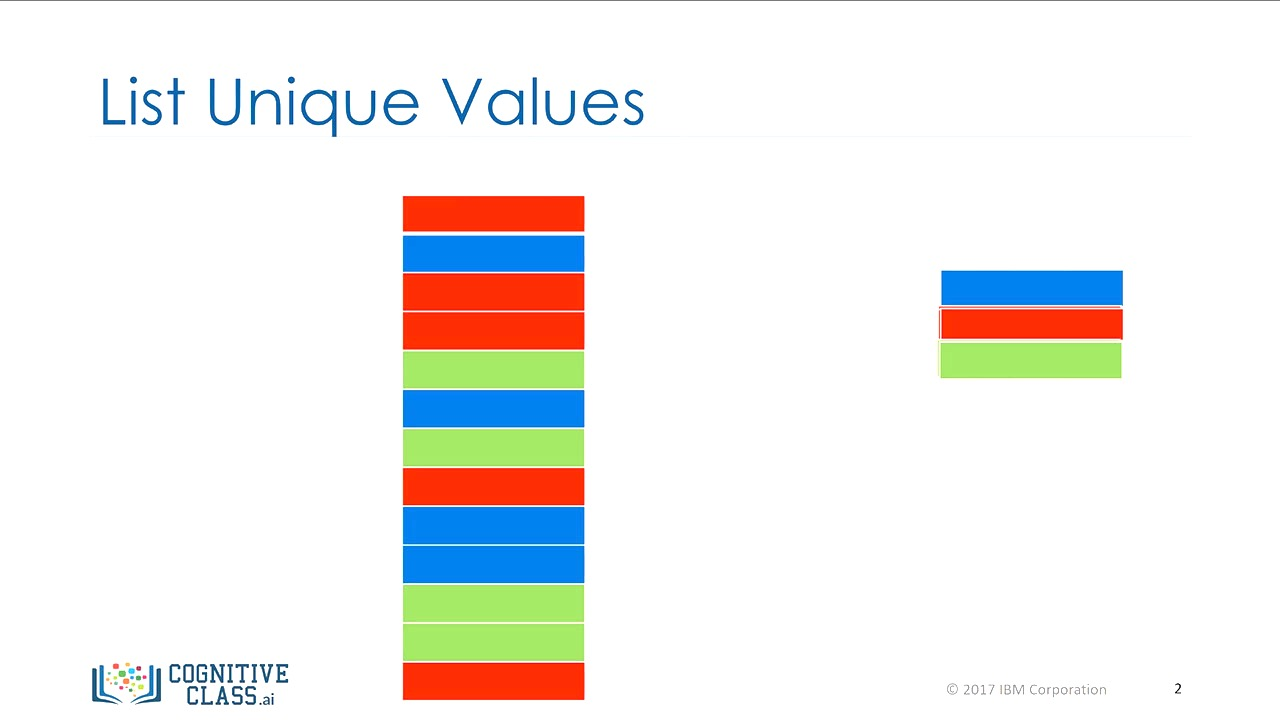 List Unique Values
COGNITIVE
CLASS.ai
© 2017 IBM Corporation
2